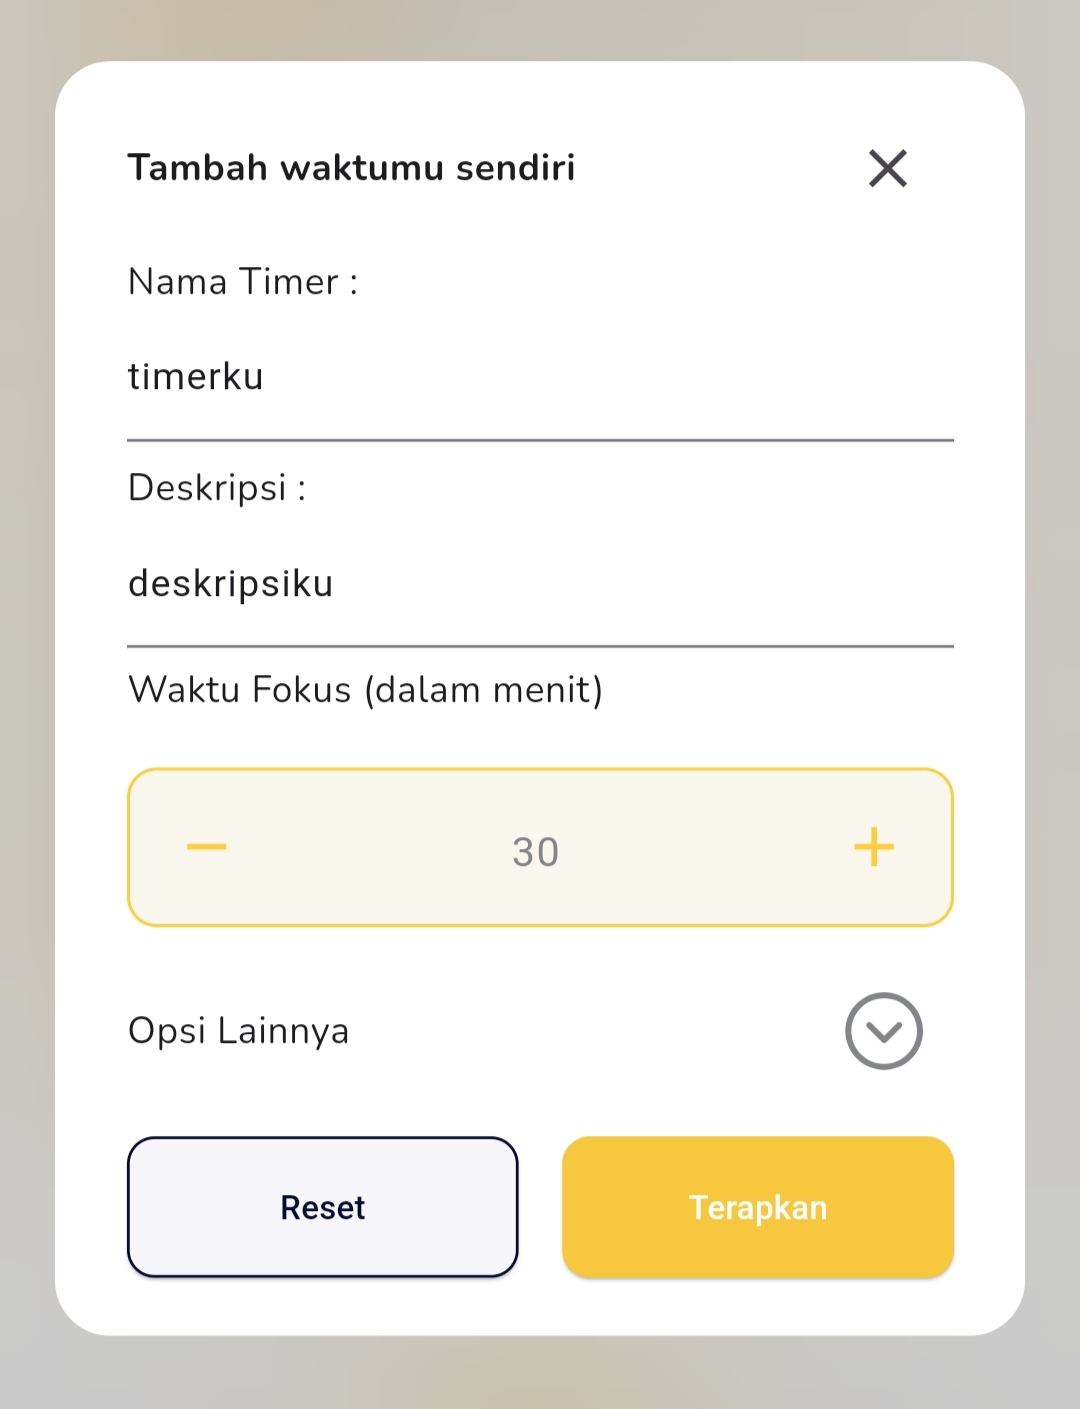 Tambah waktumu sendiri
Nama Timer :
timerku
Deskripsi :
deskripsiku
Waktu Fokus (dalam menit)
30
Opsi Lainnya
Reset
Terapkan